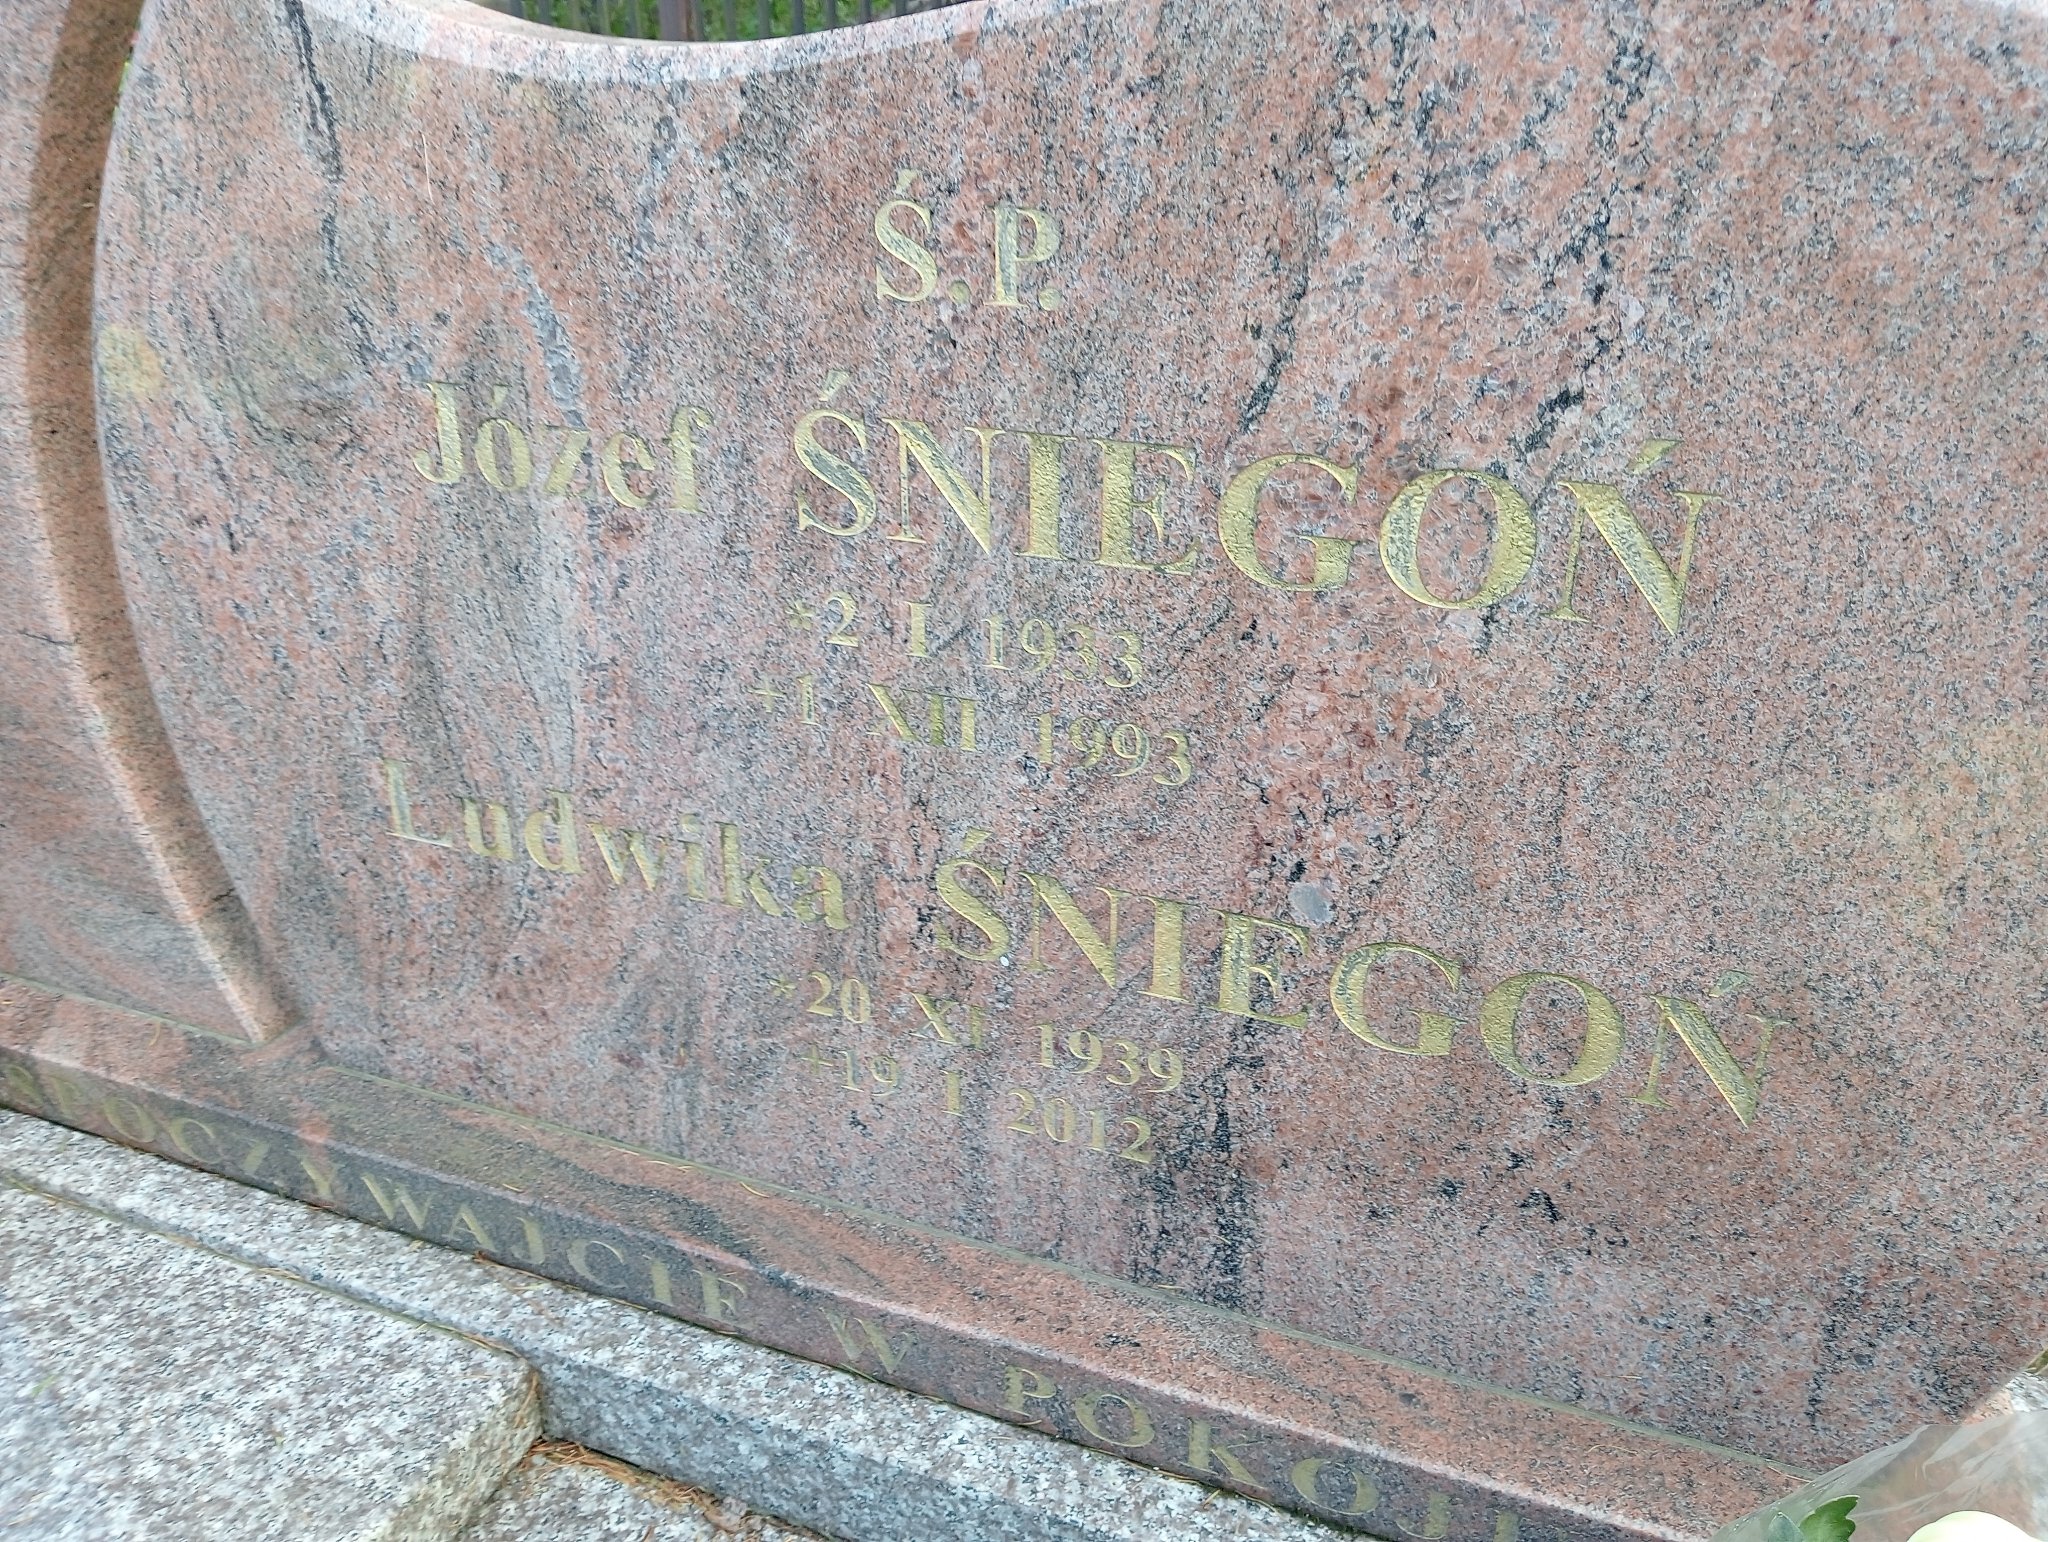 Ś.P.
Józef ŚNIEGOŃ
*2 I 1933
+1 XII 1993
Ludwika ŚNIEGOŃ
*20 XI 1939
+19 I 2012
SPOCZYWAJCIE W POKOJU